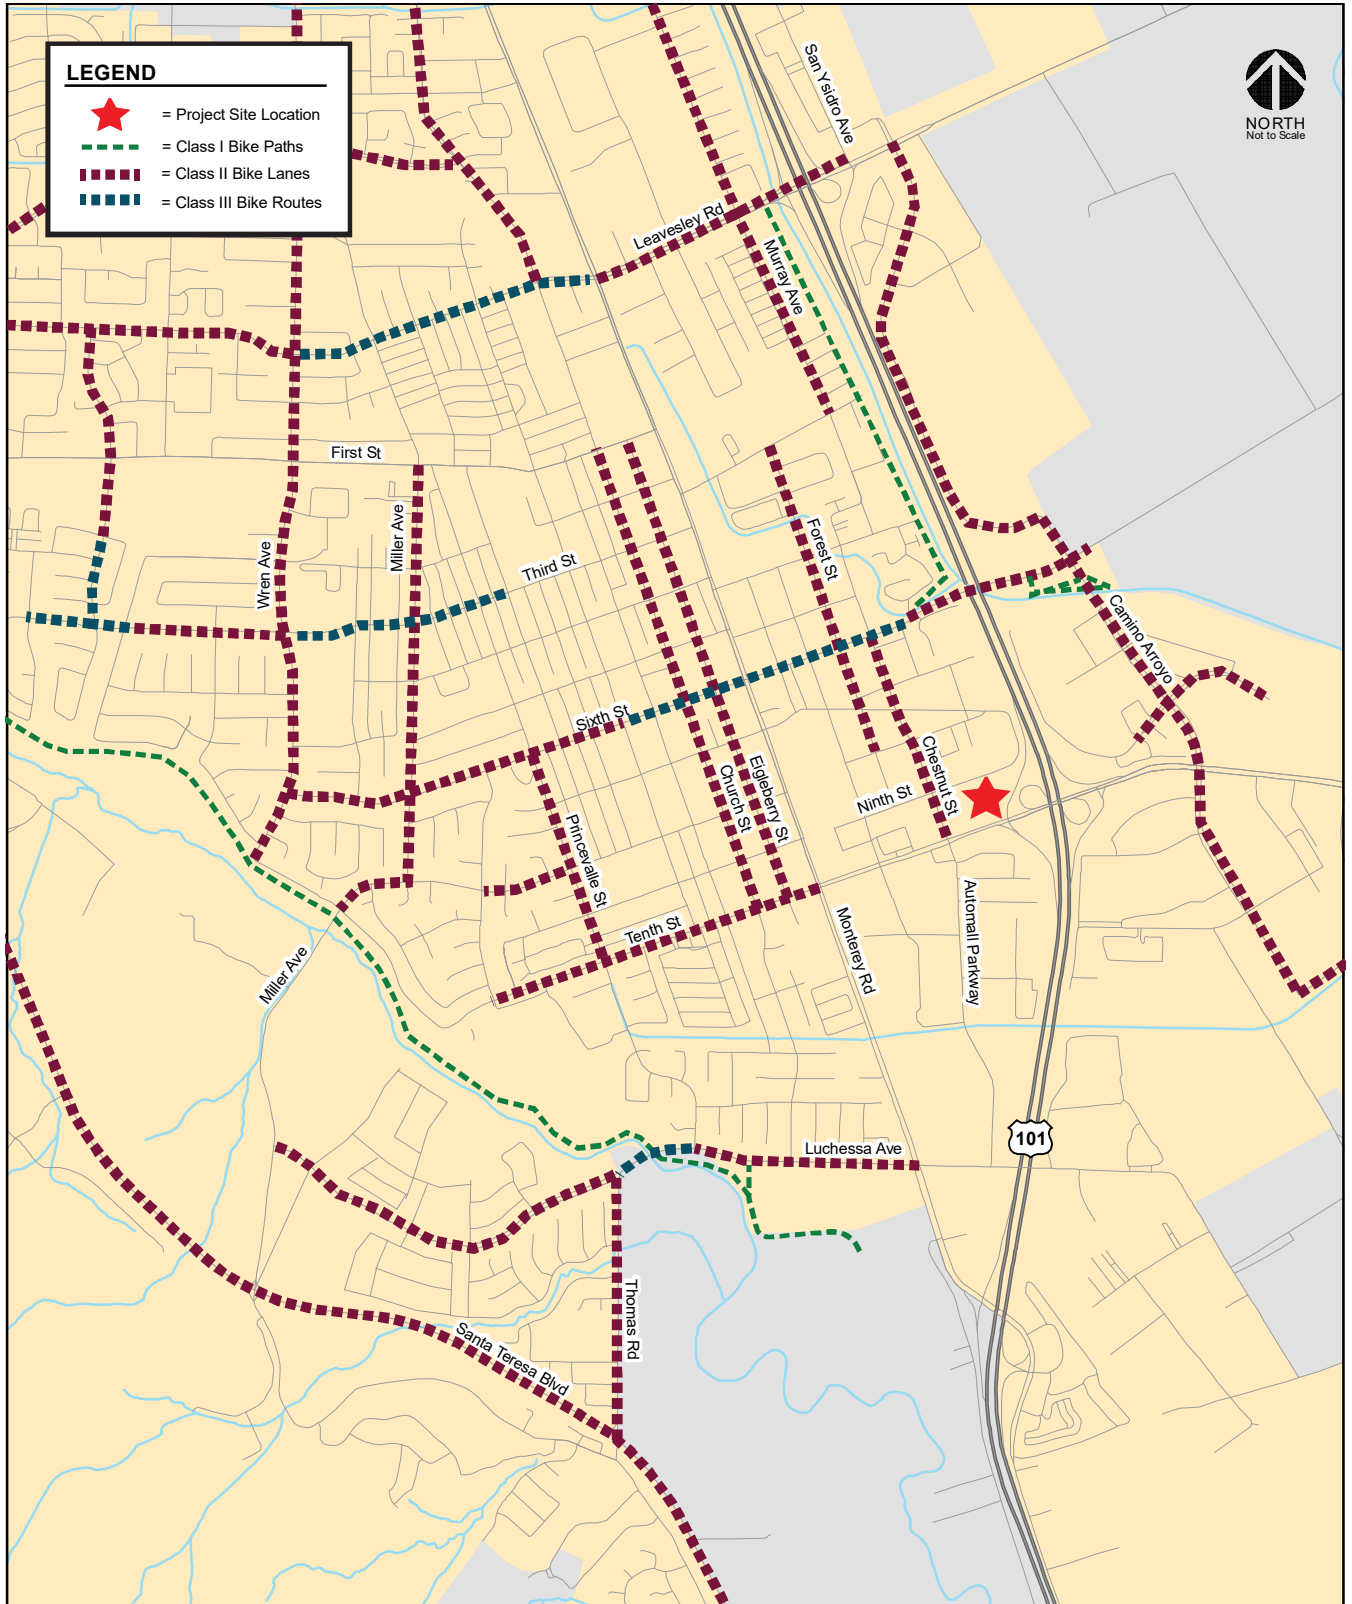 LEGEND
= Project Site Location
= Class I Bike Paths
= Class II Bike Lanes
= Class III Bike Routes
NORTH
Not to Scale
San Ysidro Ave
Leavesley Rd
Murray Ave
First St
Miller Ave
Wren Ave
Third St
Forest St
Camino Arroyo
Sixth St
Chestnut St
Ninth St
Eigleberry St
Church St
Princevalle St
Tenth St
Automall Parkway
Monterey Rd
Miller Ave
101
Luchessa Ave
Thomas Rd
Santa Teresa Blvd